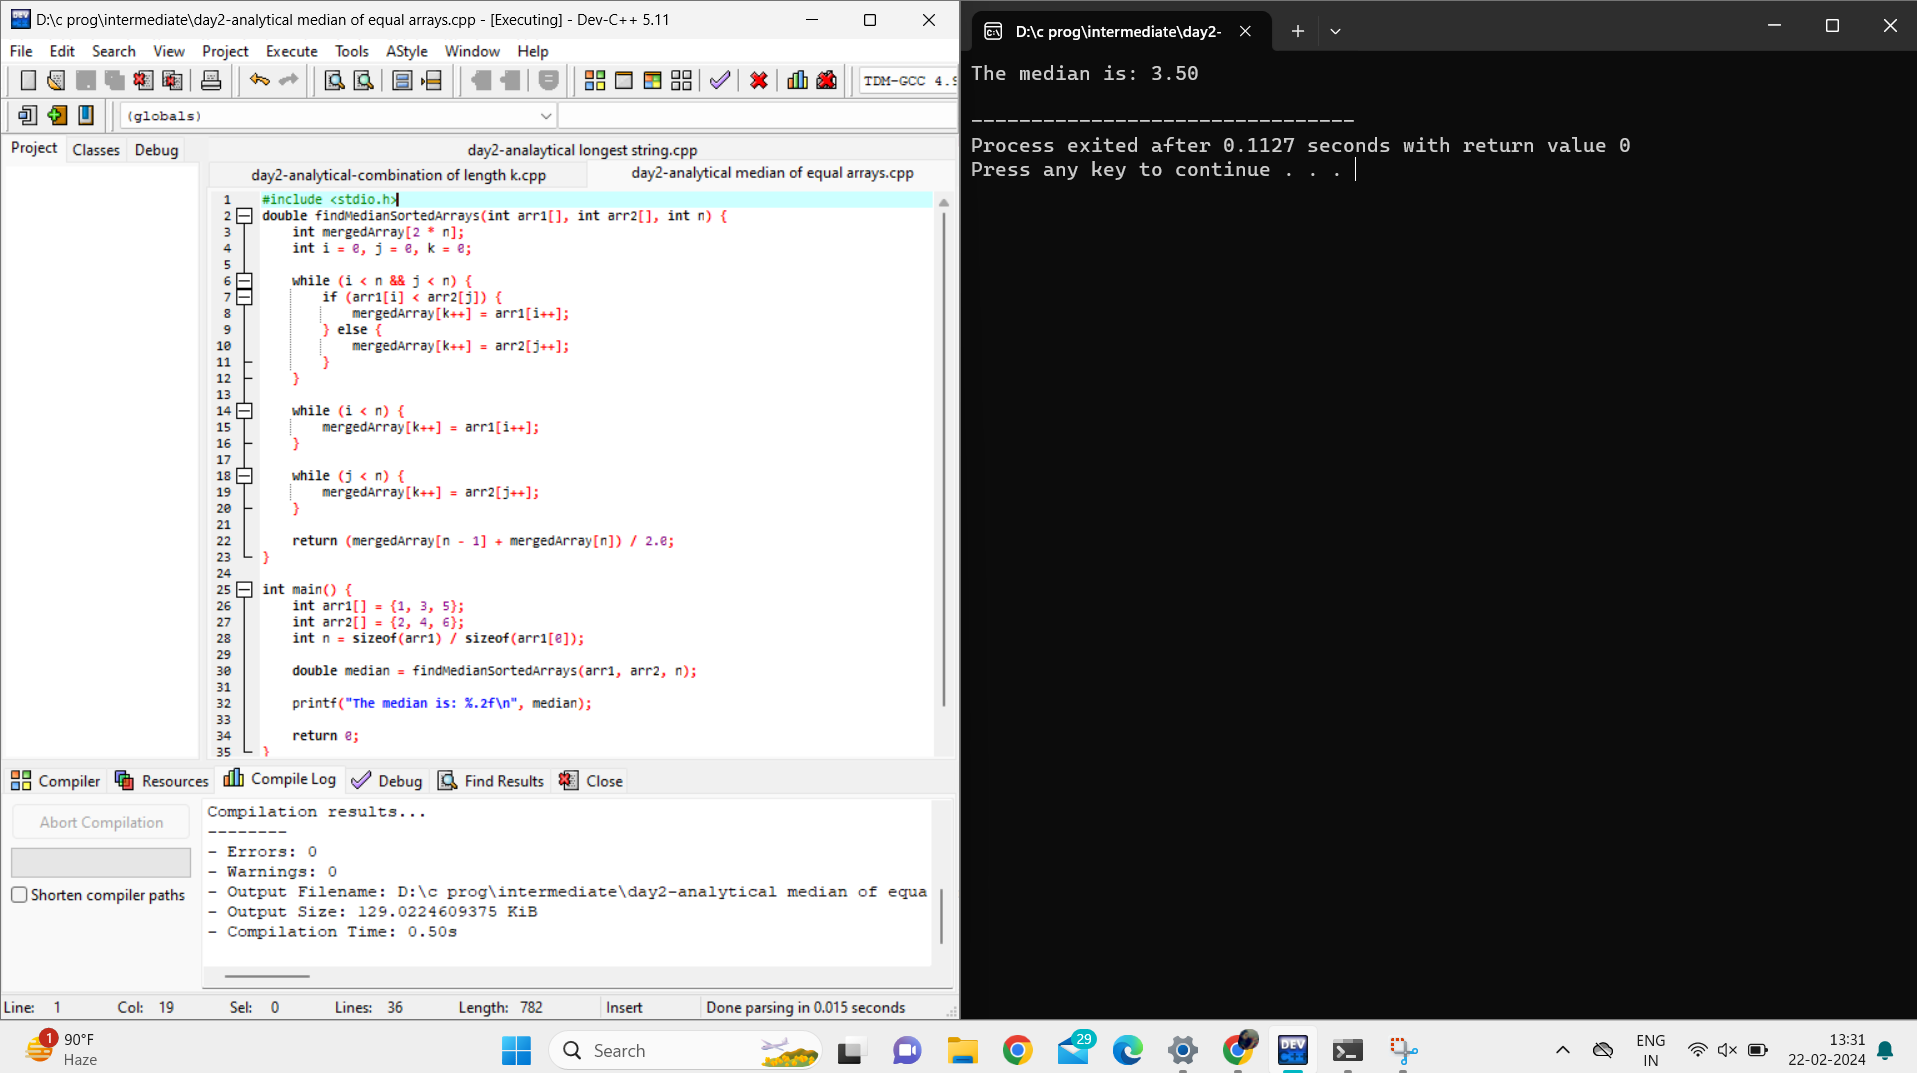 D:\c prog\intermediate\day2-analytical median of equal arrays.cpp - [Executing] - Dev-C++ 5.11
File Edit Search View Project Execute Tools AStyle Window Help
TDM-GCC 4.9
(globals)
Project Classes Debug
day2-analaytical longest string.cpp
day2-analytical-combination of length k.cpp
day2-analytical median of equal arrays.cpp
1 #include <stdio.h>
2 double findMedianSortedArrays(int arr1[], int arr2[], int n) {
3 int mergedArray[2 * n];
4 int i = 0, j = 0, k = 0;
5
6 while (i < n && j < n) {
7 if (arr1[i] < arr2[j]) {
8 mergedArray[k++] = arr1[i++];
9 } else {
10 mergedArray[k++] = arr2[j++];
11 }
12 }
13
14 while (i < n) {
15 mergedArray[k++] = arr1[i++];
16 }
17
18 while (j < n) {
19 mergedArray[k++] = arr2[j++];
20 }
21
22 return (mergedArray[n - 1] + mergedArray[n]) / 2.0;
23 }
24
25 int main() {
26 int arr1[] = {1, 3, 5};
27 int arr2[] = {2, 4, 6};
28 int n = sizeof(arr1) / sizeof(arr1[0]);
29
30 double median = findMedianSortedArrays(arr1, arr2, n);
31
32 printf("The median is: %.2f\n", median);
33
34 return 0;
35 }
Compiler Resources Compile Log Debug Find Results Close
Abort Compilation
Shorten compiler paths
Compilation results...
--------
- Errors: 0
- Warnings: 0
- Output Filename: D:\c prog\intermediate\day2-analytical median of equa
- Output Size: 129.0224609375 KiB
- Compilation Time: 0.50s
Line: 1 Col: 19 Sel: 0 Lines: 36 Length: 782 Insert Done parsing in 0.015 seconds
D:\c prog\intermediate\day2-
The median is: 3.50
--------------------------------
Process exited after 0.1127 seconds with return value 0
Press any key to continue . . .
1
90°F
Haze
Search
29
DEV
C++
ENG
IN
13:31
22-02-2024